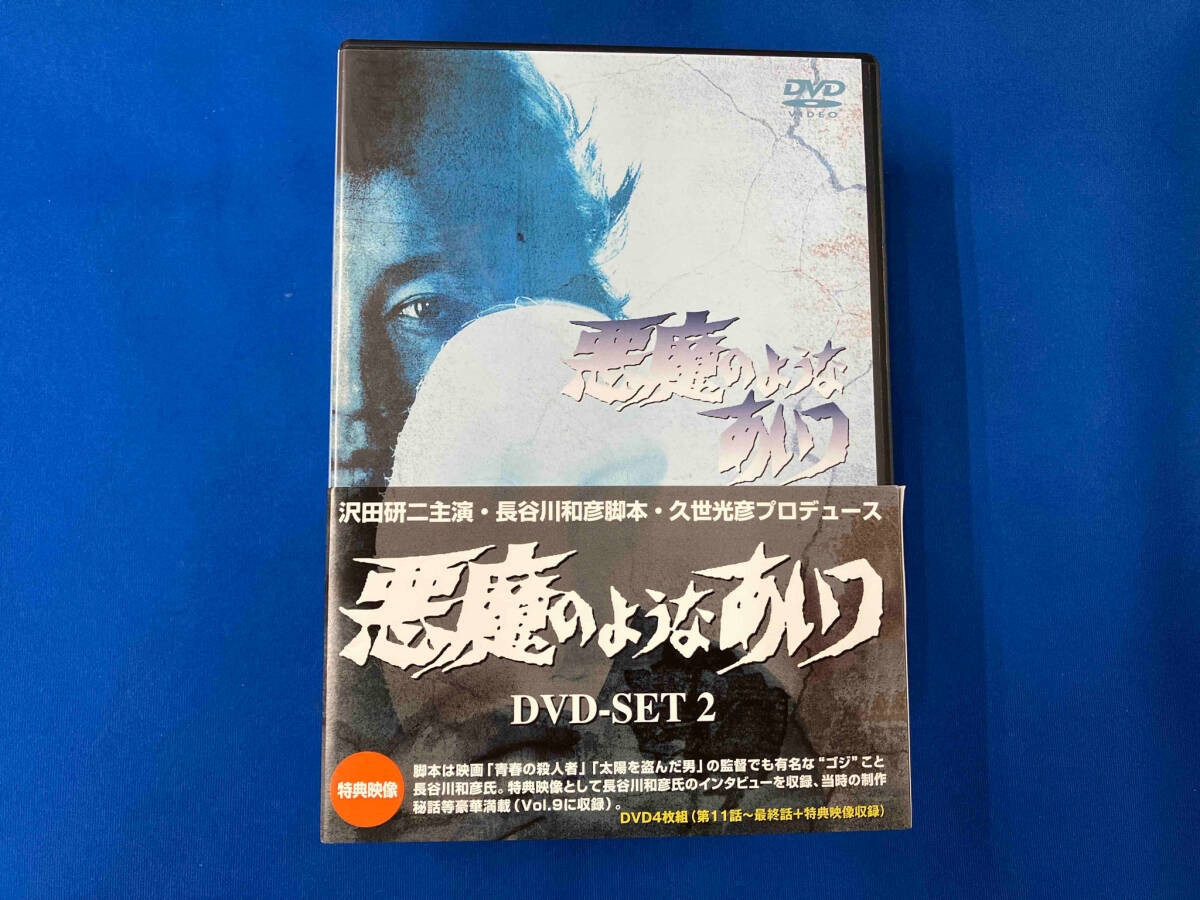 DVD
VIDEO
悪魔のような
あいつ
沢田研二主演・長谷川和彦脚本・久世光彦プロデュース
悪魔のようなあいつ
DVD-SET 2
特典映像
脚本は映画「青春の殺人者」「太陽を盗んだ男」の監督でも有名な“ゴジ”こと
長谷川和彦氏。特典映像として長谷川和彦氏のインタビューを収録、当時の制作
秘話等豪華満載（Vol.9に収録）。
DVD4枚組（第11話〜最終話＋特典映像収録）